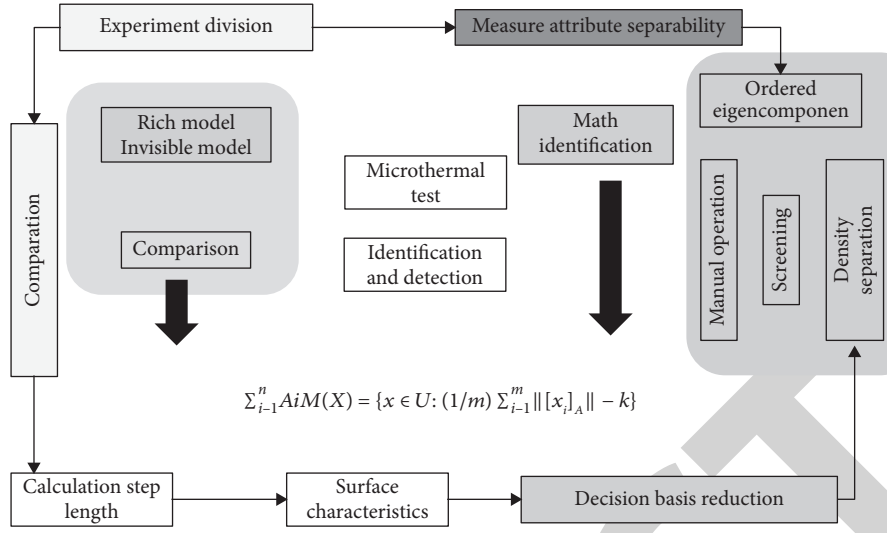 Experiment division
Measure attribute separability
Ordered
eigencomponen
Rich model
Invisible model
Math
identification
Microthermal
test
Comparation
Manual operation
Screening
Density
separation
Comparison
Identification
and detection
∑ⁿᵢ₋₁ AiM(X) = {x ∈ U: (1/m) ∑ᵐᵢ₋₁ ||[xᵢ]_A|| − k}
Calculation step
length
Surface
characteristics
Decision basis reduction